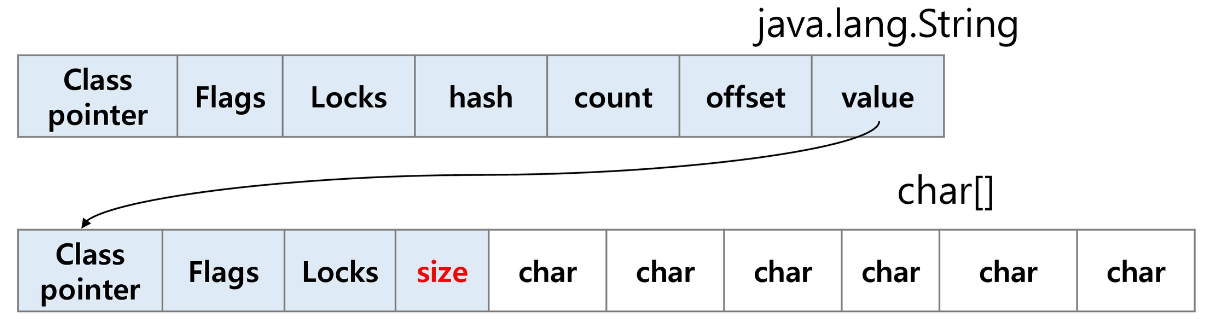 java.lang.String
Class
pointer
Flags
Locks
hash
count
offset
value
char[]
Class
pointer
Flags
Locks
size
char
char
char
char
char
char